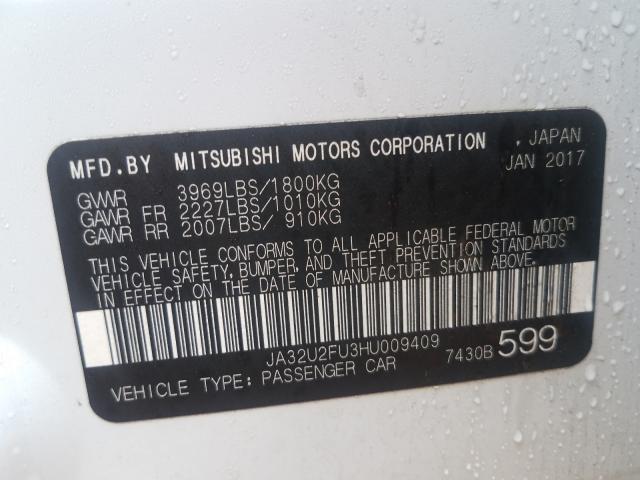 MFD.BY MITSUBISHI MOTORS CORPORATION , JAPAN
JAN 2017
GVWR 3969LBS/1800KG
GAWR FR 2227LBS/1010KG
GAWR RR 2007LBS/ 910KG
THIS VEHICLE CONFORMS TO ALL APPLICABLE FEDERAL MOTOR
VEHICLE SAFETY, BUMPER, AND THEFT PREVENTION STANDARDS
IN EFFECT ON THE DATE OF MANUFACTURE SHOWN ABOVE.
JA32U2FU3HU009409 7430B 599
VEHICLE TYPE: PASSENGER CAR